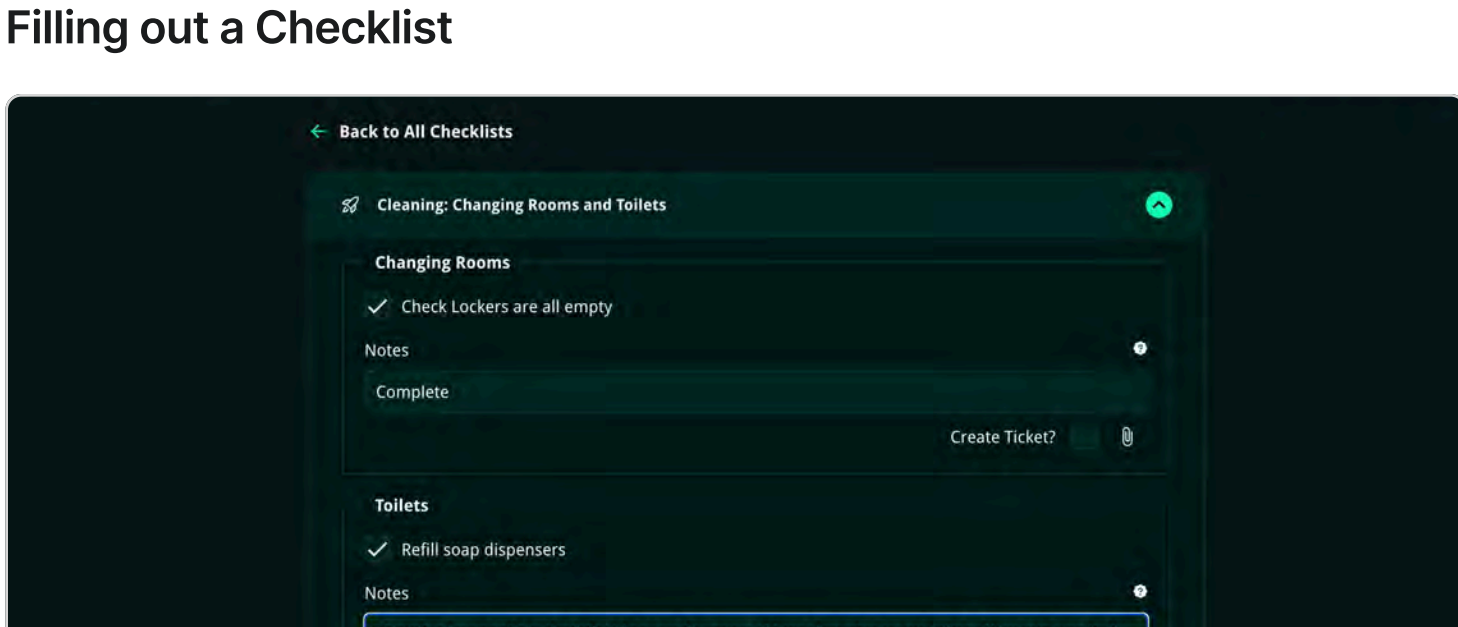 Filling out a Checklist
Back to All Checklists
Cleaning: Changing Rooms and Toilets
Changing Rooms
Check Lockers are all empty
Notes
Complete
Create Ticket?
Toilets
Refill soap dispensers
Notes